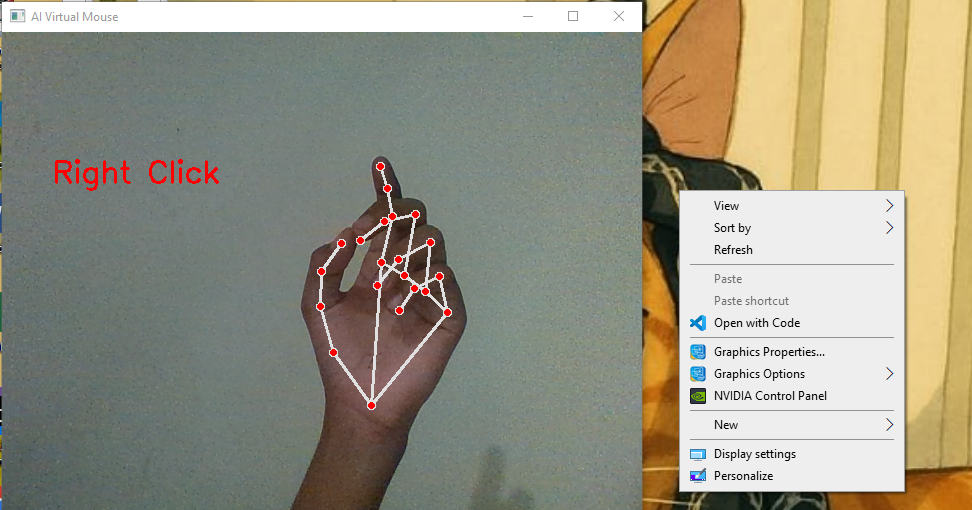 AI Virtual Mouse
Right Click
View
Sort by
Refresh
Paste
Paste shortcut
Open with Code
Graphics Properties...
Graphics Options
NVIDIA Control Panel
New
Display settings
Personalize